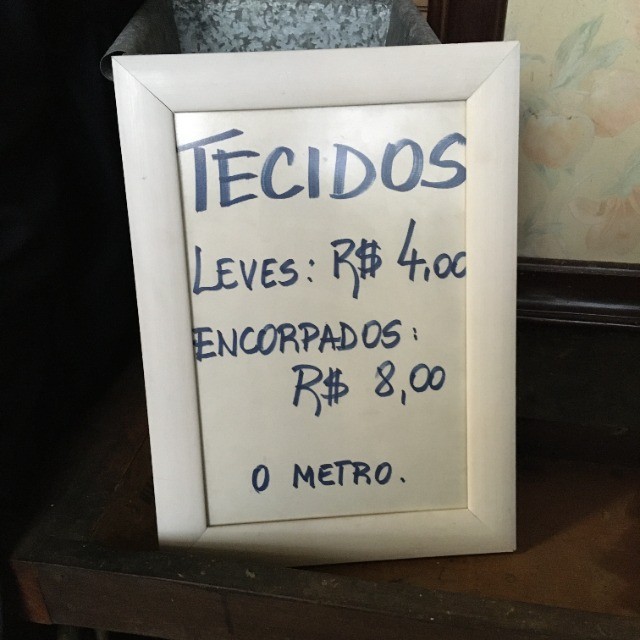 TECIDOS
LEVES: R$ 4,00
ENCORPADOS:
R$ 8,00
O METRO.